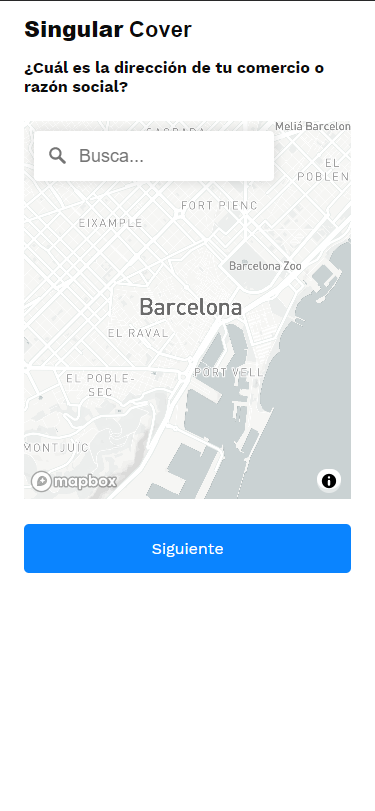 Singular Cover
¿Cuál es la dirección de tu comercio o
razón social?
SAGRADA
Meliá Barcelon
Busca...
EL
POBLEN
FORT PIENC
EIXAMPLE
Barcelona Zoo
Barcelona
EL RAVAL
PORT VELL
EL POBLE-
SEC
MONTJUÏC
mapbox
Siguiente